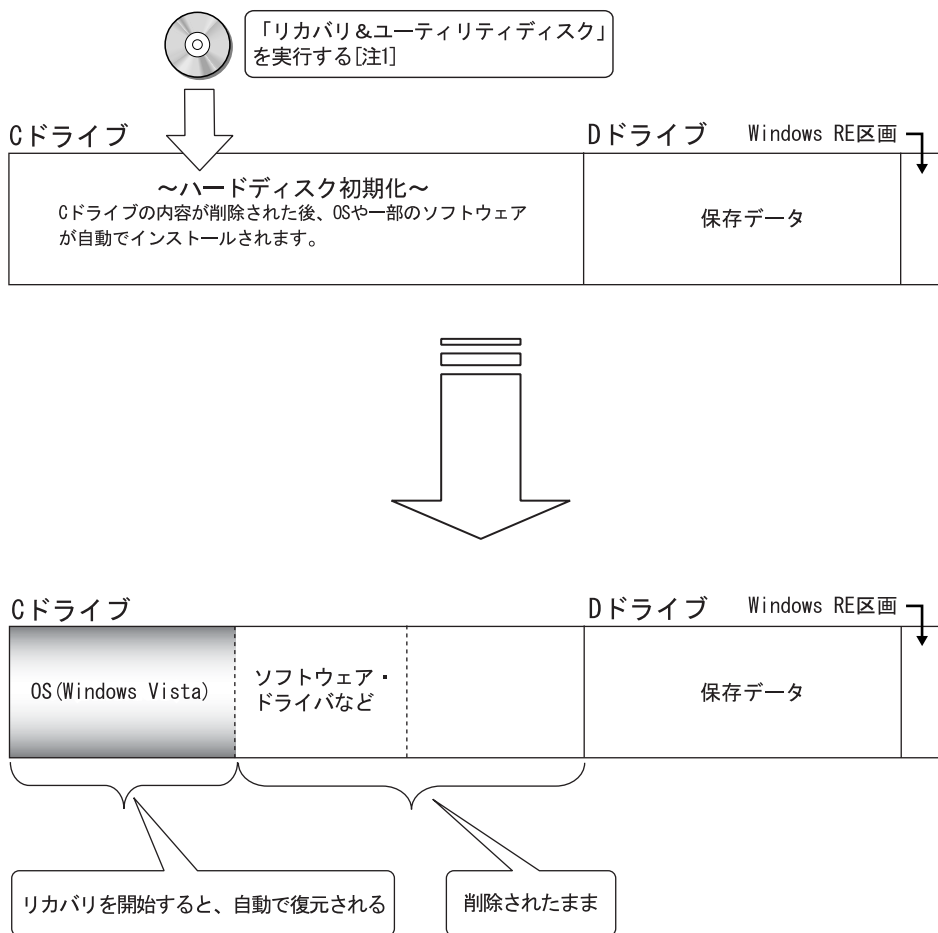 「リカバリ&ユーティリティディスク」
を実行する[注1]
Cドライブ
Dドライブ
Windows RE区画
～ハードディスク初期化～
Cドライブの内容が削除された後、OSや一部のソフトウェア
が自動でインストールされます。
保存データ
Cドライブ
Dドライブ
Windows RE区画
OS(Windows Vista)
ソフトウェア・
ドライバなど
保存データ
リカバリを開始すると、自動で復元される
削除されたまま